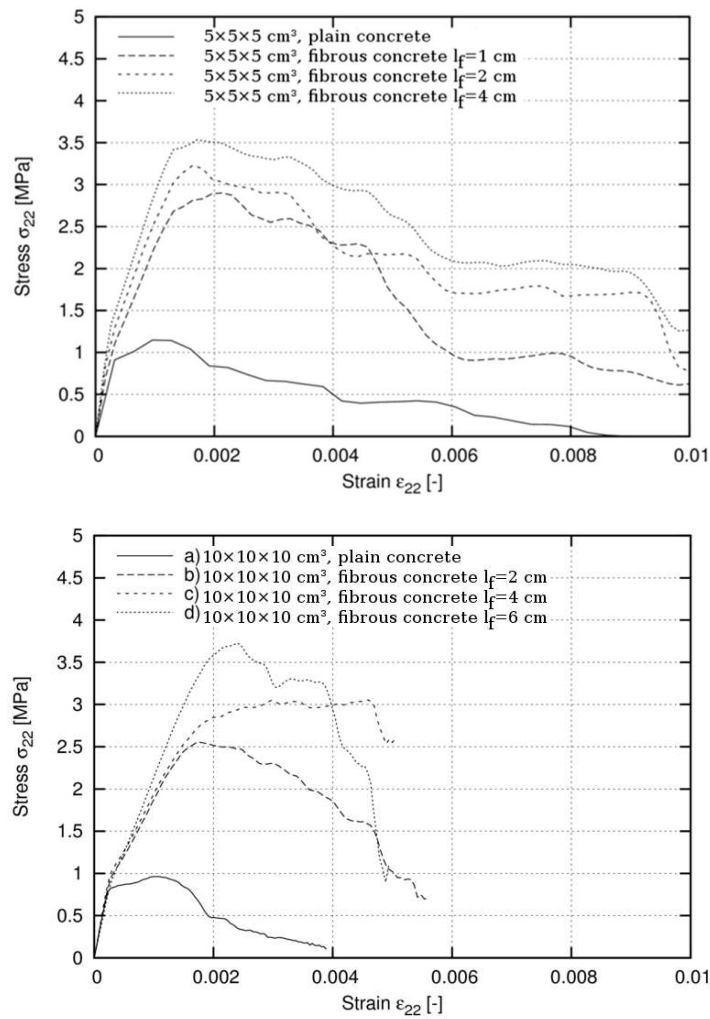 5
5×5×5 cm³, plain concrete
5×5×5 cm³, fibrous concrete lf=1 cm
4.5
5×5×5 cm³, fibrous concrete lf=2 cm
5×5×5 cm³, fibrous concrete lf=4 cm
4
3.5
3
2.5
2
1.5
1
0.5
0
Stress σ22 [MPa]
0 0.002 0.004 0.006 0.008 0.01
Strain ε22 [-]
5
a) 10×10×10 cm³, plain concrete
b) 10×10×10 cm³, fibrous concrete lf=2 cm
4.5
c) 10×10×10 cm³, fibrous concrete lf=4 cm
d) 10×10×10 cm³, fibrous concrete lf=6 cm
4
3.5
3
2.5
2
1.5
1
0.5
0
Stress σ22 [MPa]
0 0.002 0.004 0.006 0.008 0.01
Strain ε22 [-]